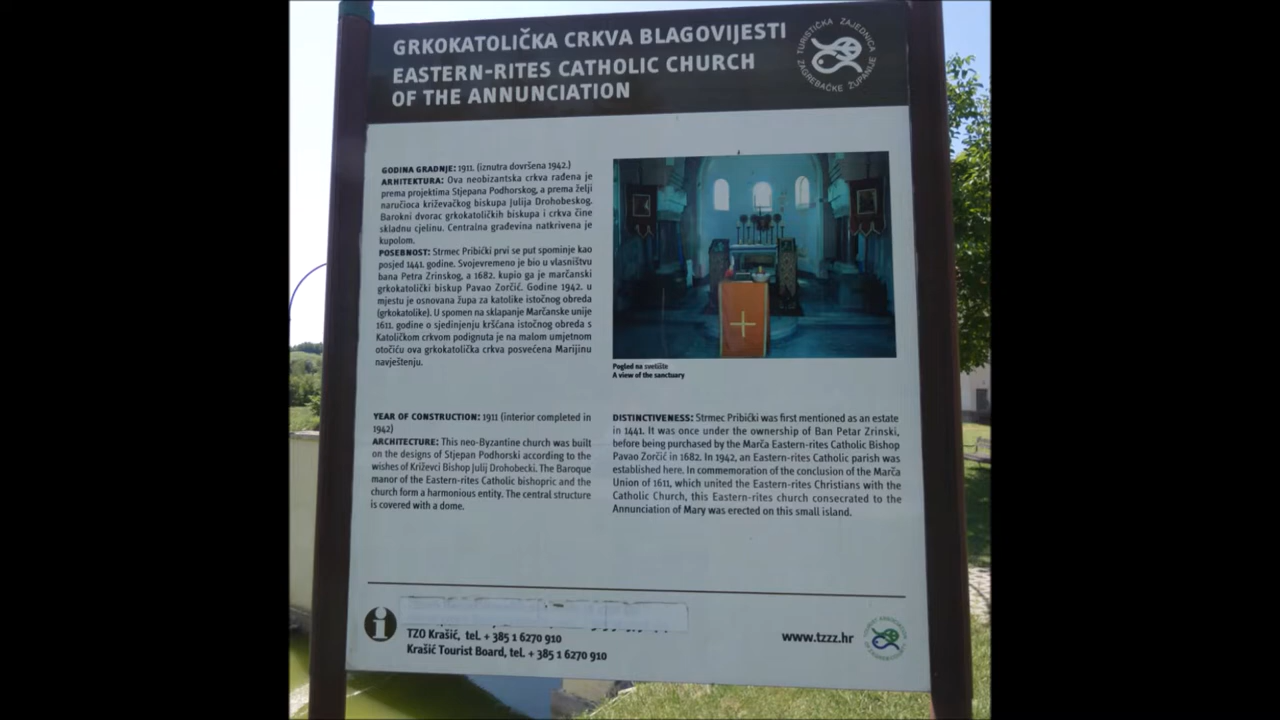 GRKOKATOLIČKA CRKVA BLAGOVIJESTI
EASTERN-RITES CATHOLIC CHURCH
OF THE ANNUNCIATION
TURISTIČKA ZAJEDNICA
ZAGREBAČKE ŽUPANIJE
GODINA GRADNJE: 1911. (iznutra dovršena 1942.)
ARHITEKTURA: Ova neobizantska crkva rađena je
prema projektima Stjepana Podhorskog, a prema želji
naručioca križevačkog biskupa Julija Drohobeskog.
Barokni dvorac grkokatoličkih biskupa i crkva čine
skladnu cjelinu. Centralna građevina natkrivena je
kupolom.
POSEBNOST: Strmec Pribićki prvi se put spominje kao
posjed 1441. godine. Svojevremeno je bio u vlasništvu
bana Petra Zrinskog, a 1682. kupio ga je marčanski
grkokatolički biskup Pavao Zorčić. Godine 1942. u
mjestu je osnovana župa za katolike istočnog obreda
(grkokatolike). U spomen na sklapanje Marčanske unije
1611. godine o sjedinjenju kršćana istočnog obreda s
Katoličkom crkvom podignuta je na malom umjetnom
otočiću ova grkokatolička crkva posvećena Marijinu
navještenju.
Pogled na svetište
A view of the sanctuary
YEAR OF CONSTRUCTION: 1911 (interior completed in
1942)
ARCHITECTURE: This neo-Byzantine church was built
on the designs of Stjepan Podhorski according to the
wishes of Križevci Bishop Julij Drohobecki. The Baroque
manor of the Eastern-rites Catholic bishopric and the
church form a harmonious entity. The central structure
is covered with a dome.
DISTINCTIVENESS: Strmec Pribićki was first mentioned as an estate
in 1441. It was once under the ownership of Ban Petar Zrinski,
before being purchased by the Marča Eastern-rites Catholic Bishop
Pavao Zorčić in 1682. In 1942, an Eastern-rites Catholic parish was
established here. In commemoration of the conclusion of the Marča
Union of 1611, which united the Eastern-rites Christians with the
Catholic Church, this Eastern-rites church consecrated to the
Annunciation of Mary was erected on this small island.
i
TZO Krašić, tel. + 385 1 6270 910
Krašić Tourist Board, tel. + 385 1 6270 910
www.tzzz.hr